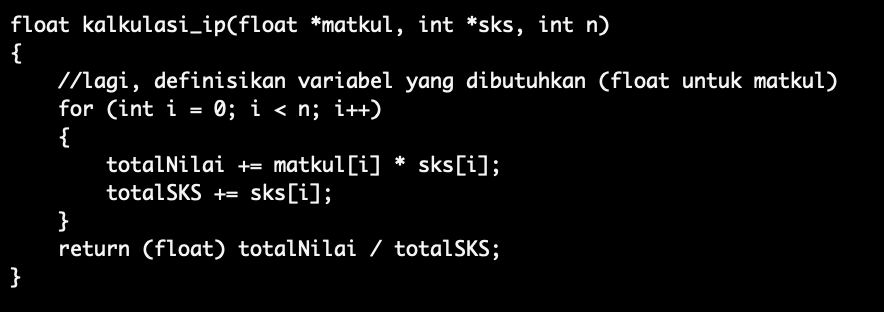 float kalkulasi_ip(float *matkul, int *sks, int n)
{
    //lagi, definisikan variabel yang dibutuhkan (float untuk matkul)
    for (int i = 0; i < n; i++)
    {
        totalNilai += matkul[i] * sks[i];
        totalSKS += sks[i];
    }
    return (float) totalNilai / totalSKS;
}